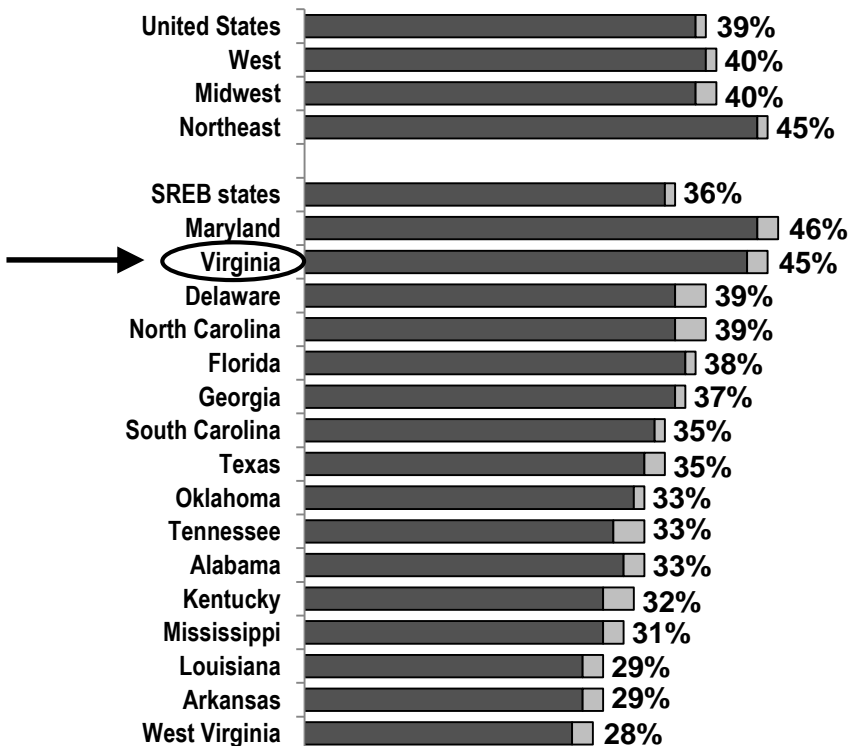 United States 39%
West 40%
Midwest 40%
Northeast 45%
SREB states 36%
Maryland 46%
Virginia 45%
Delaware 39%
North Carolina 39%
Florida 38%
Georgia 37%
South Carolina 35%
Texas 35%
Oklahoma 33%
Tennessee 33%
Alabama 33%
Kentucky 32%
Mississippi 31%
Louisiana 29%
Arkansas 29%
West Virginia 28%